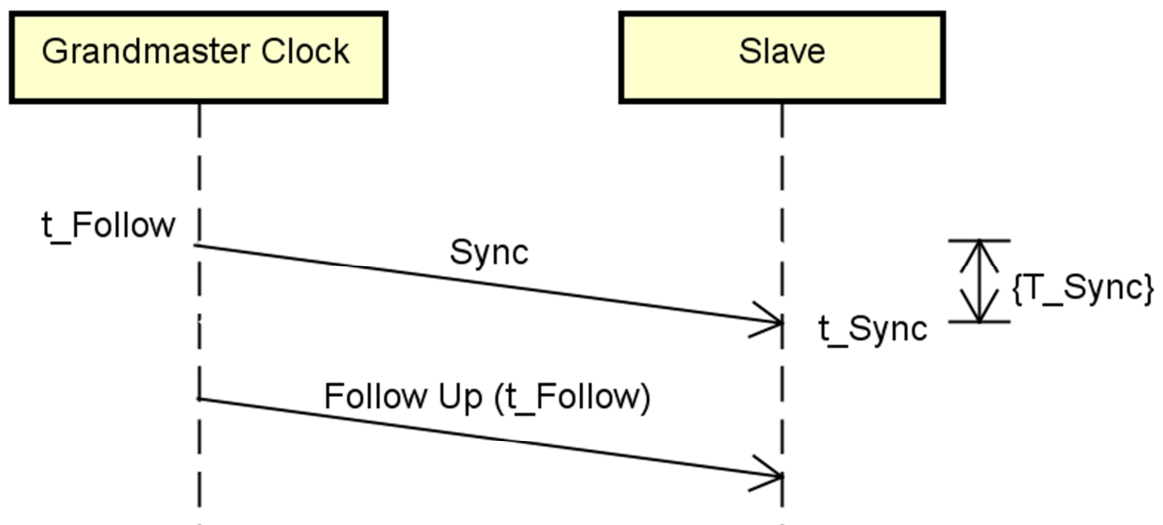 Grandmaster Clock
Slave
t_Follow
Sync
{T_Sync}
t_Sync
Follow Up (t_Follow)